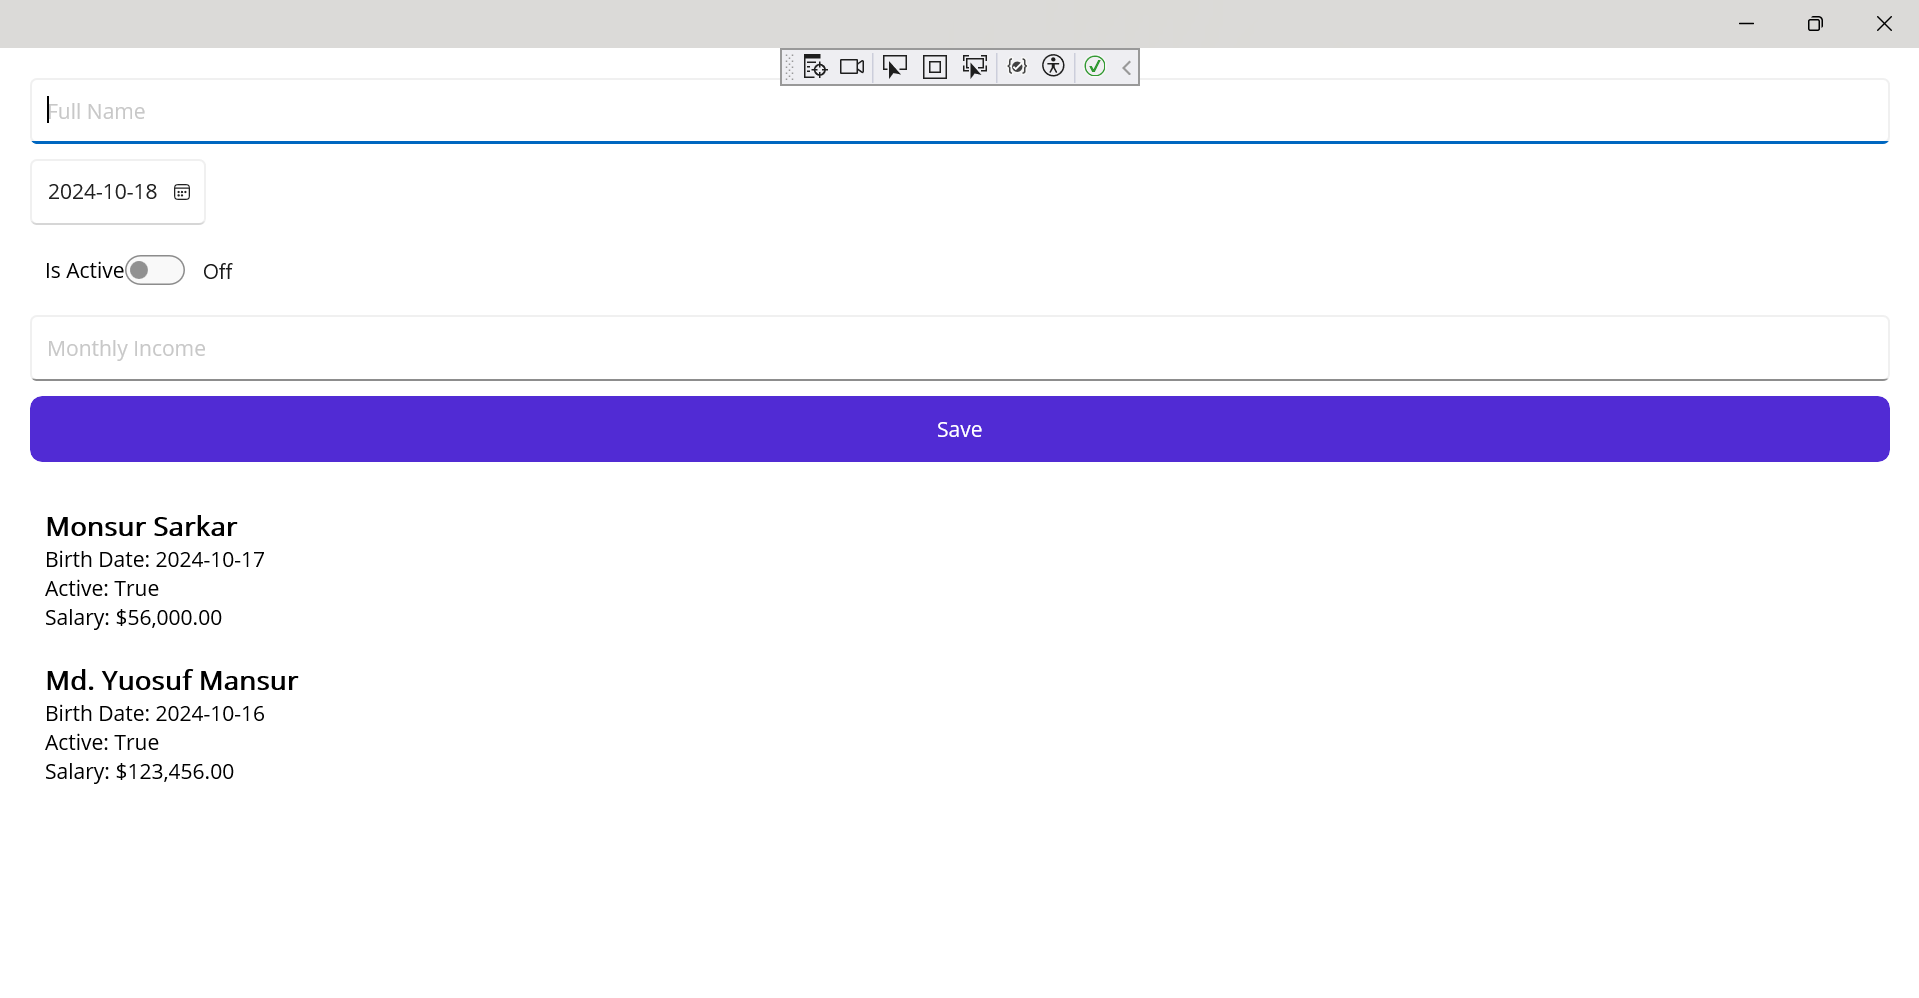 Full Name
2024-10-18
Is Active Off
Monthly Income
Save
Monsur Sarkar
Birth Date: 2024-10-17
Active: True
Salary: $56,000.00
Md. Yuosuf Mansur
Birth Date: 2024-10-16
Active: True
Salary: $123,456.00